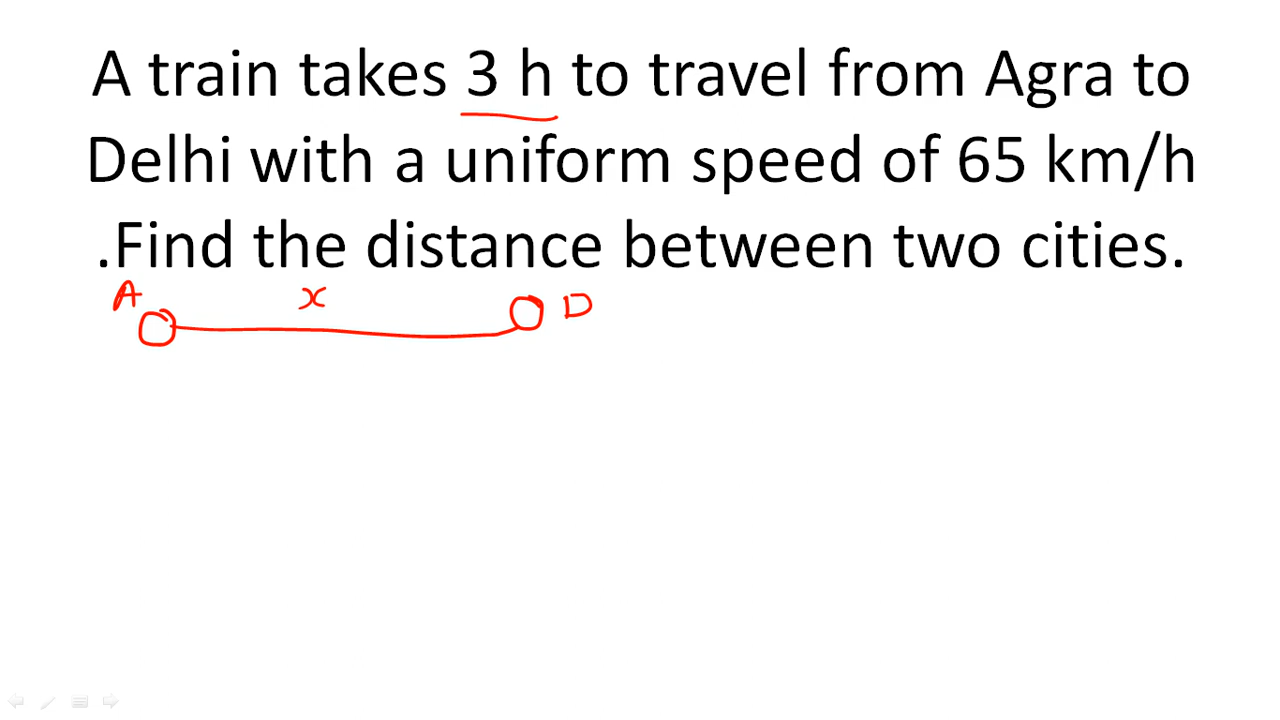 A train takes 3 h to travel from Agra to
Delhi with a uniform speed of 65 km/h
.Find the distance between two cities.
A x D